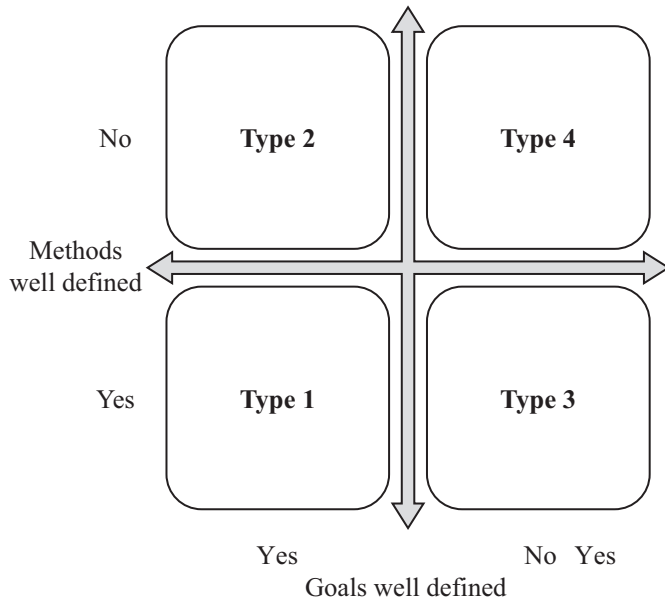 No
Type 2
Type 4
Methods
well defined
Yes
Type 1
Type 3
Yes
No Yes
Goals well defined